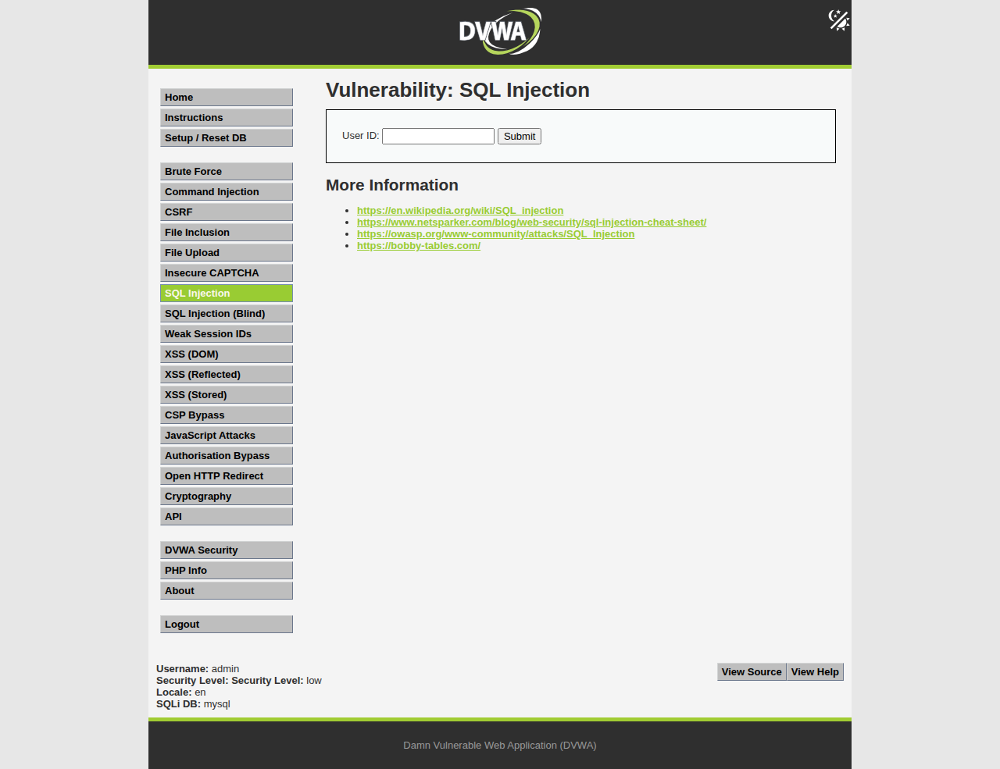 DVWA
Home
Instructions
Setup / Reset DB
Brute Force
Command Injection
CSRF
File Inclusion
File Upload
Insecure CAPTCHA
SQL Injection
SQL Injection (Blind)
Weak Session IDs
XSS (DOM)
XSS (Reflected)
XSS (Stored)
CSP Bypass
JavaScript Attacks
Authorisation Bypass
Open HTTP Redirect
Cryptography
API
DVWA Security
PHP Info
About
Logout
Vulnerability: SQL Injection
User ID: Submit
More Information
https://en.wikipedia.org/wiki/SQL_injection
https://www.netsparker.com/blog/web-security/sql-injection-cheat-sheet/
https://owasp.org/www-community/attacks/SQL_Injection
https://bobby-tables.com/
Username: admin
Security Level: Security Level: low
Locale: en
SQLi DB: mysql
View Source View Help
Damn Vulnerable Web Application (DVWA)